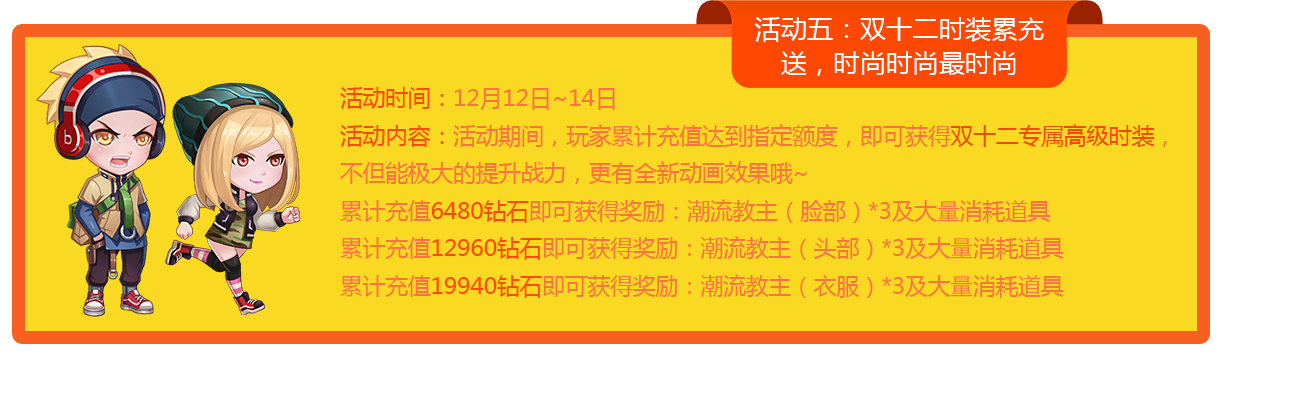 活动五：双十二时装累充
送，时尚时尚最时尚
活动时间：12月12日~14日
活动内容：活动期间，玩家累计充值达到指定额度，即可获得双十二专属高级时装，
不但能极大的提升战力，更有全新动画效果哦~
累计充值6480钻石即可获得奖励：潮流教主（脸部）*3及大量消耗道具
累计充值12960钻石即可获得奖励：潮流教主（头部）*3及大量消耗道具
累计充值19940钻石即可获得奖励：潮流教主（衣服）*3及大量消耗道具
b